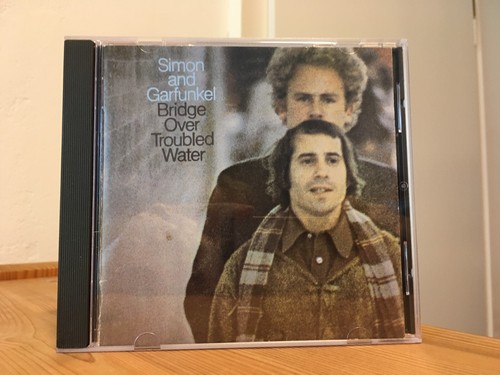 Simon
and
Garfunkel
Bridge
Over
Troubled
Water